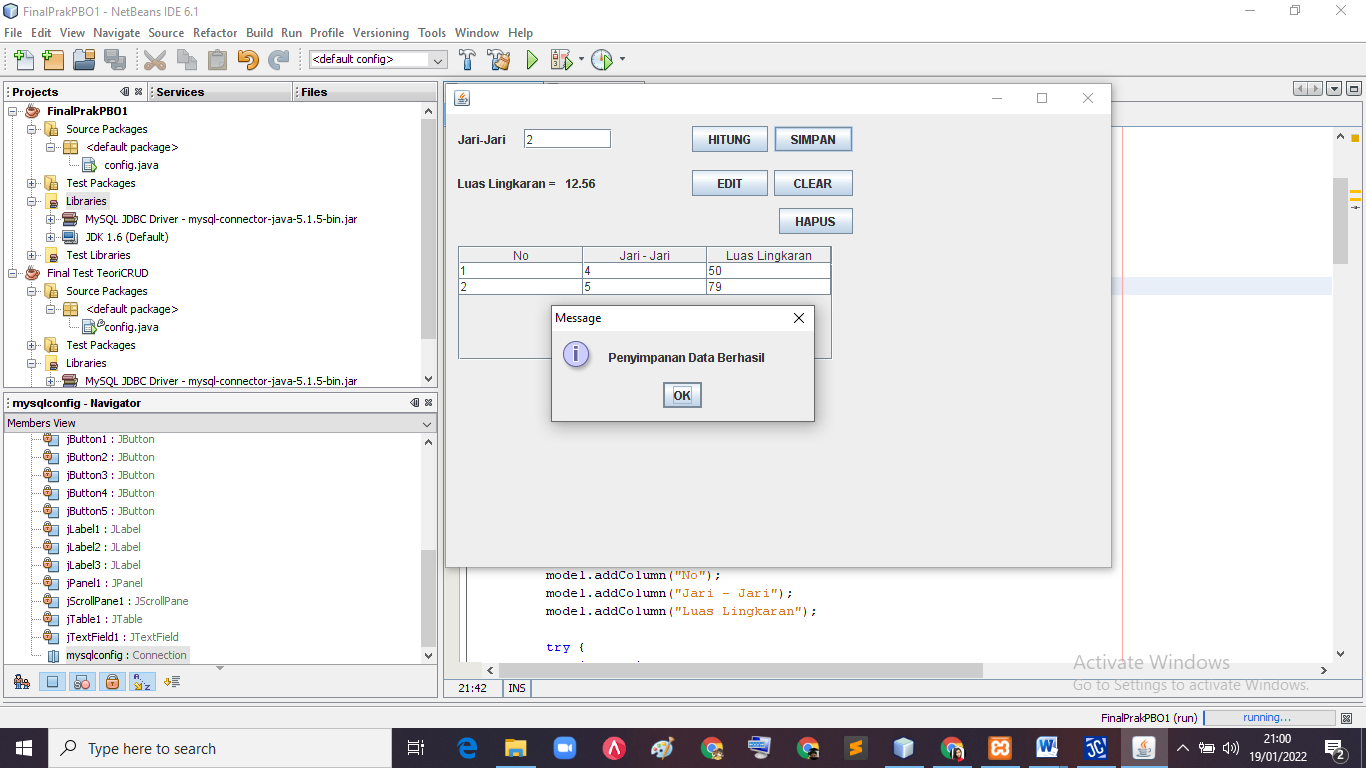 FinalPrakPBO1 - NetBeans IDE 6.1
File Edit View Navigate Source Refactor Build Run Profile Versioning Tools Window Help
<default config>
Projects
Services
Files
FinalPrakPBO1
Source Packages
<default package>
config.java
Test Packages
Libraries
MySQL JDBC Driver - mysql-connector-java-5.1.5-bin.jar
JDK 1.6 (Default)
Test Libraries
Final Test TeoriCRUD
Source Packages
<default package>
config.java
Test Packages
Libraries
MySQL JDBC Driver - mysql-connector-java-5.1.5-bin.jar
mysqlconfig - Navigator
Members View
jButton1 : JButton
jButton2 : JButton
jButton3 : JButton
jButton4 : JButton
jButton5 : JButton
jLabel1 : JLabel
jLabel2 : JLabel
jLabel3 : JLabel
jPanel1 : JPanel
jScrollPane1 : JScrollPane
jTable1 : JTable
jTextField1 : JTextField
mysqlconfig : Connection
Jari-Jari 2 HITUNG SIMPAN
Luas Lingkaran = 12.56 EDIT CLEAR
HAPUS
No Jari - Jari Luas Lingkaran
1 4 50
2 5 79
Message
Penyimpanan Data Berhasil
OK
model.addColumn("No");
model.addColumn("Jari - Jari");
model.addColumn("Luas Lingkaran");
try {
Activate Windows
Go to Settings to activate Windows.
21:42 INS
FinalPrakPBO1 (run) running...
Type here to search
21:00
19/01/2022
2